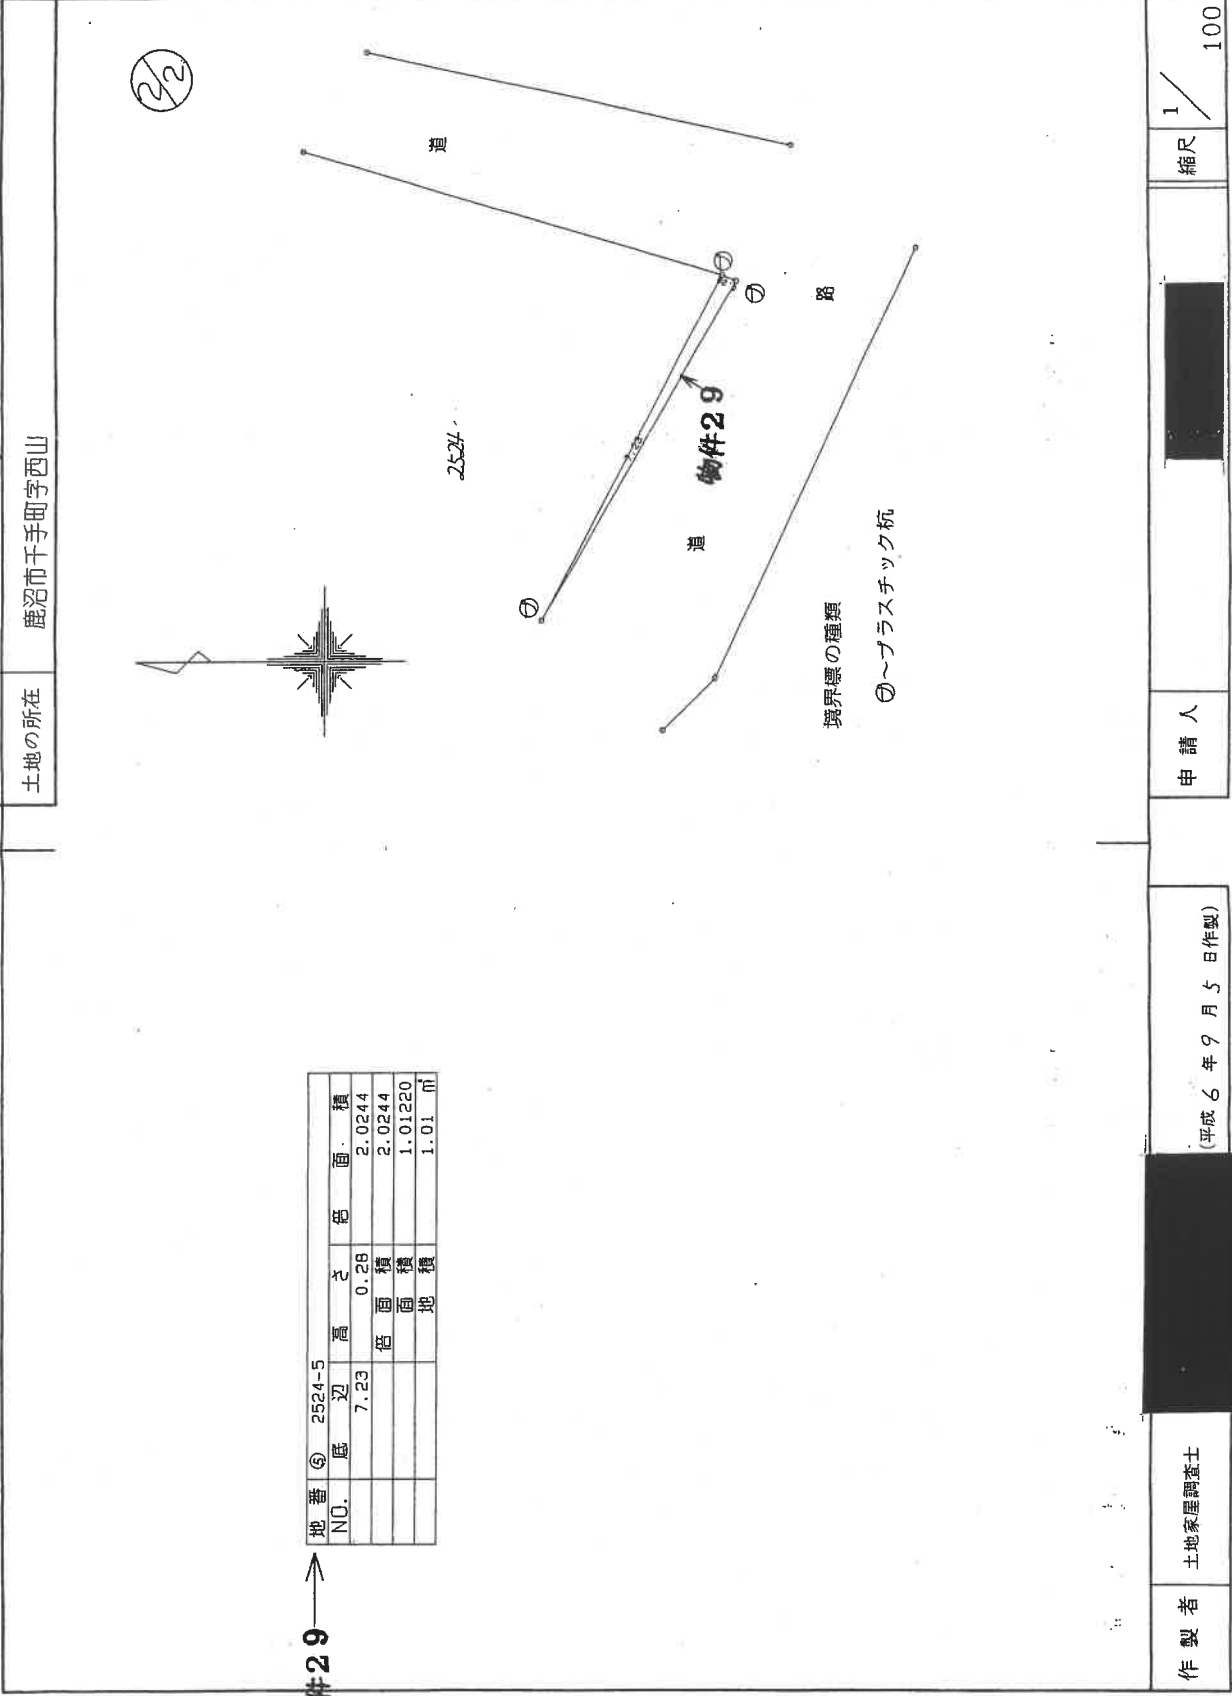 土地の所在 鹿沼市千手町字西山
2/2
道
2524
フ
フ
フ
7.23
物件29
道
路
境界標の種類
フ~プラスチック杭
件29
地番 ⑤ 2524-5
NO. 底辺 高さ 倍面積
7.23 0.28 2.0244
倍面積 2.0244
面積 1.01220
地積 1.01 ㎡
作製者 土地家屋調査士
(平成6年9月5日作製)
申請人
縮尺 1/100